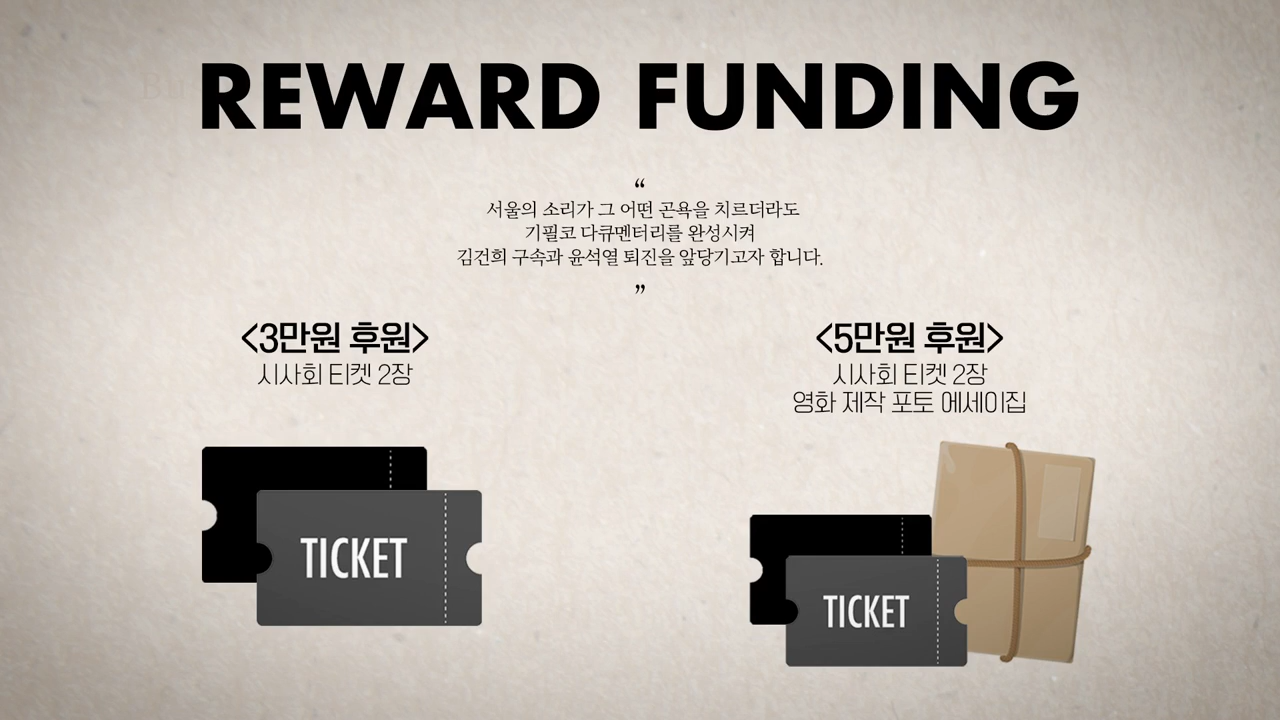 REWARD FUNDING
“
서울의 소리가 그 어떤 곤욕을 치르더라도
기필코 다큐멘터리를 완성시켜
김건희 구속과 윤석열 퇴진을 앞당기고자 합니다.
”
<3만원 후원>
시사회 티켓 2장
<5만원 후원>
시사회 티켓 2장
영화 제작 포토 에세이집
TICKET
TICKET